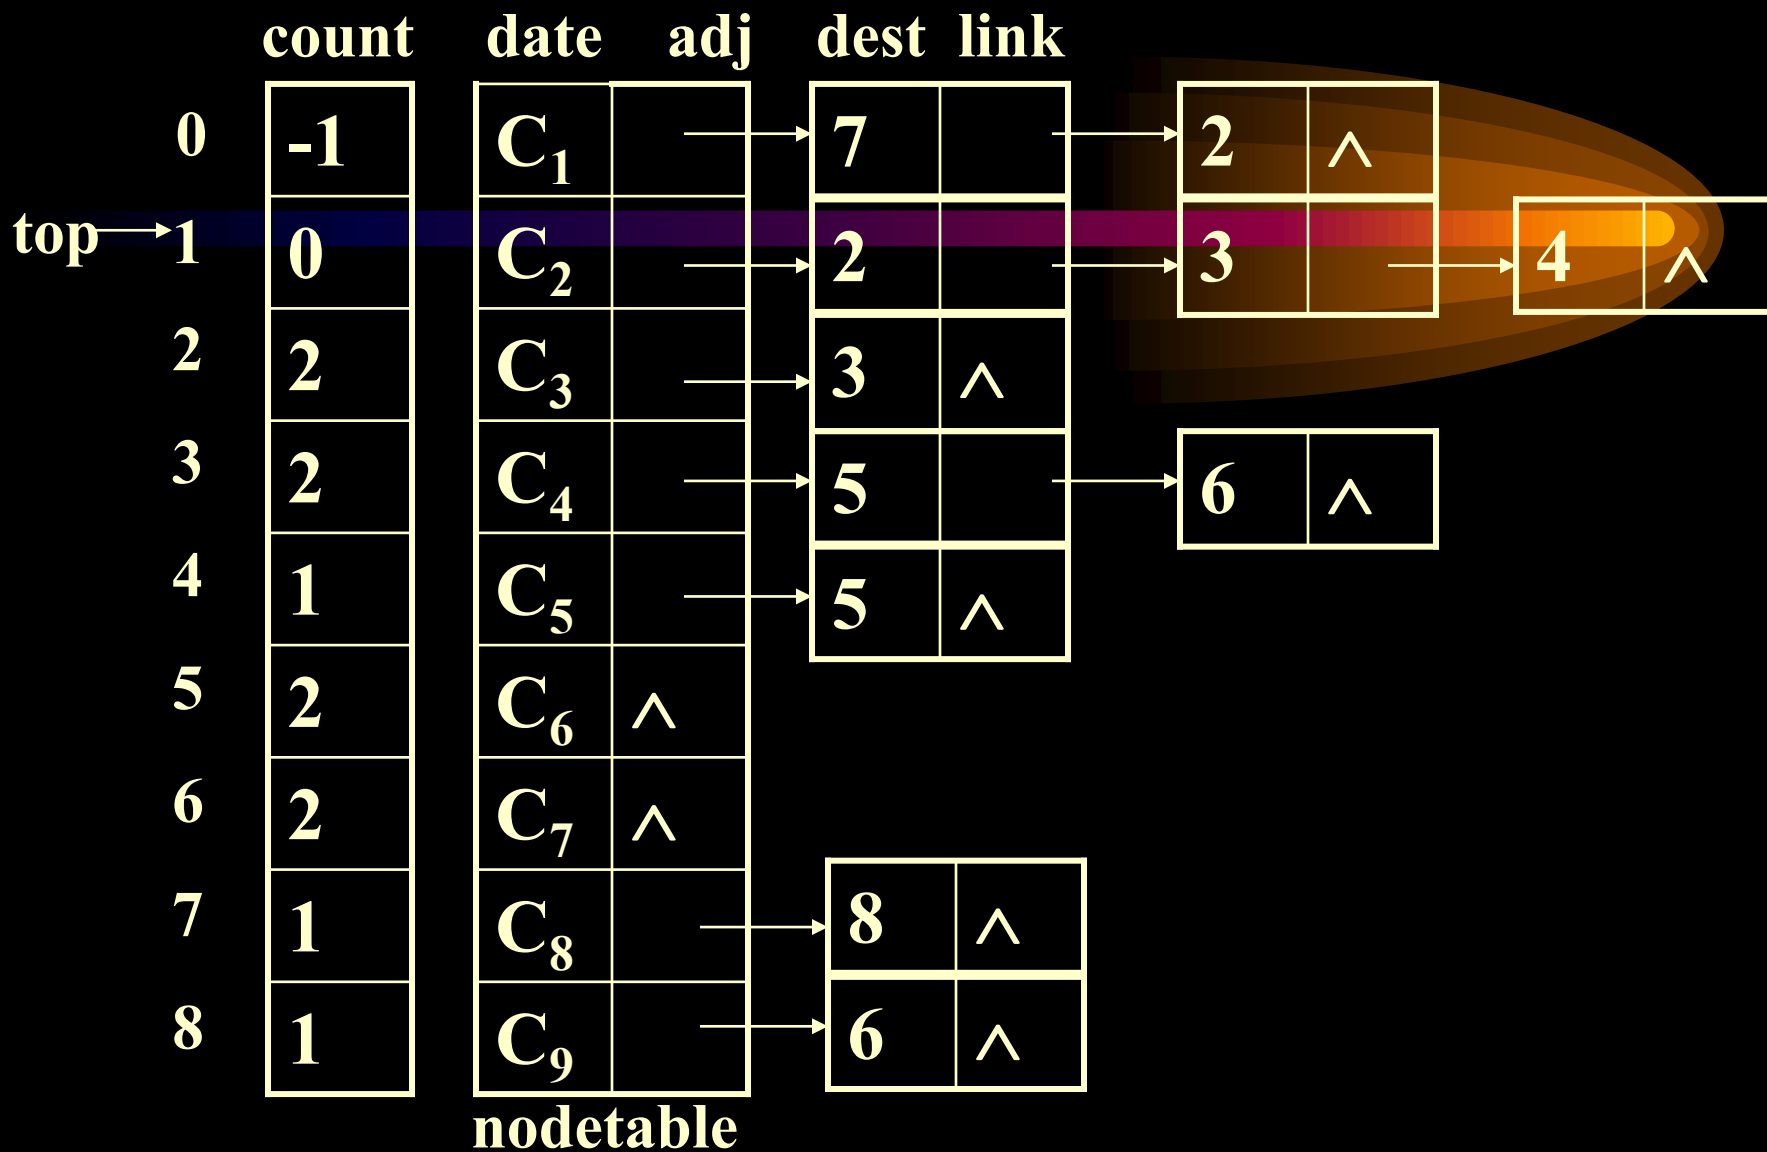 count date adj dest link
0 -1 C₁ 7 2 ∧
top 1 0 C₂ 2 3 4 ∧
2 2 C₃ 3 ∧
3 2 C₄ 5 6 ∧
4 1 C₅ 5 ∧
5 2 C₆ ∧
6 2 C₇ ∧
7 1 C₈ 8 ∧
8 1 C₉ 6 ∧
nodetable